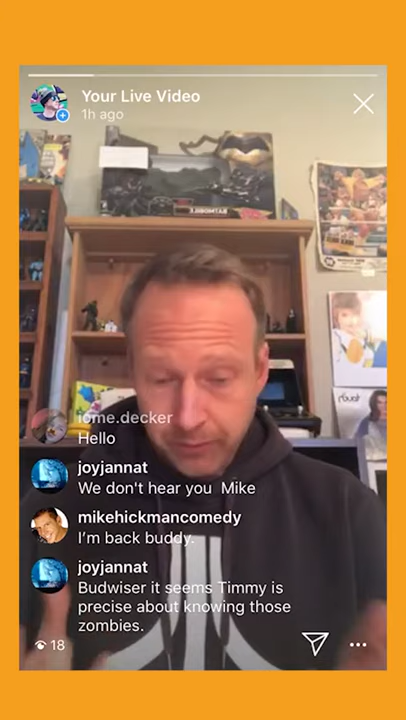 Your Live Video
1h ago
iome.decker
Hello
joyjannat
We don't hear you Mike
mikehickmancomedy
I'm back buddy.
joyjannat
Budwiser it seems Timmy is
precise about knowing those
zombies.
18